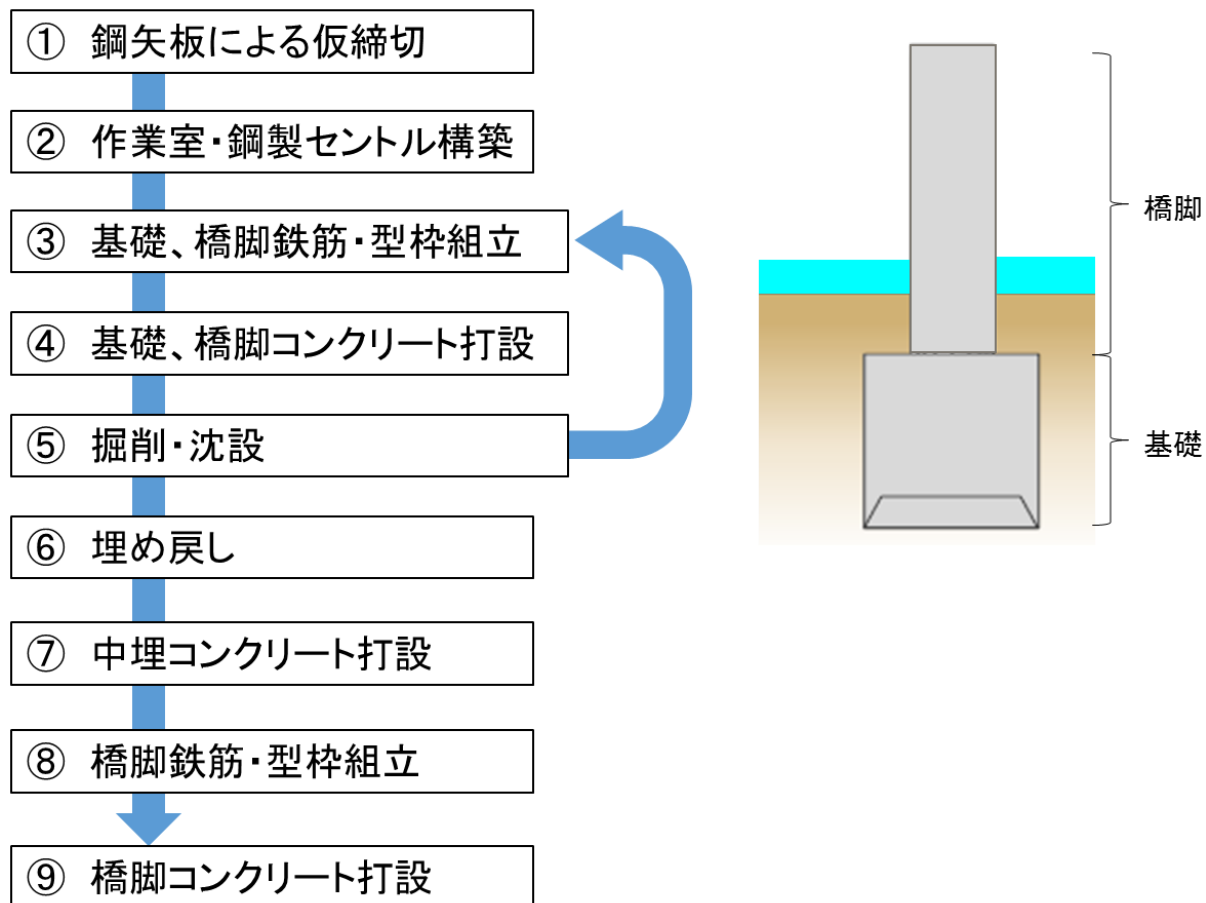 ① 鋼矢板による仮締切
② 作業室・鋼製セントル構築
③ 基礎、橋脚鉄筋・型枠組立
④ 基礎、橋脚コンクリート打設
⑤ 掘削・沈設
⑥ 埋め戻し
⑦ 中埋コンクリート打設
⑧ 橋脚鉄筋・型枠組立
⑨ 橋脚コンクリート打設
橋脚
基礎